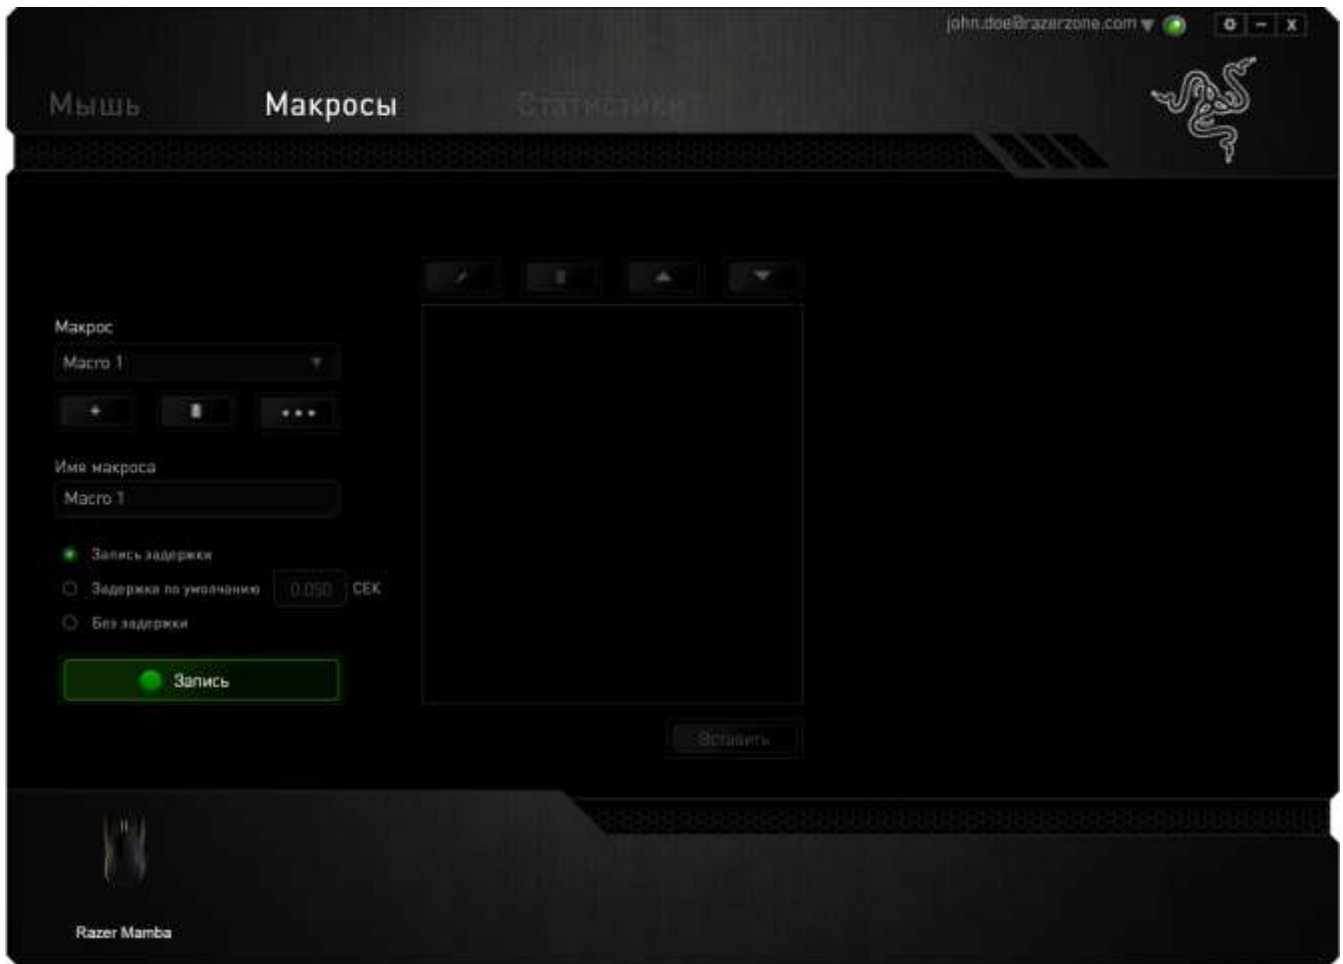 john.doe@razerzone.com
Мышь Макросы Статистики
Макрос
Macro 1
Имя макроса
Macro 1
Запись задержки
Задержка по умолчанию 0.050 СЕК
Без задержки
Запись
Вставить
Razer Mamba